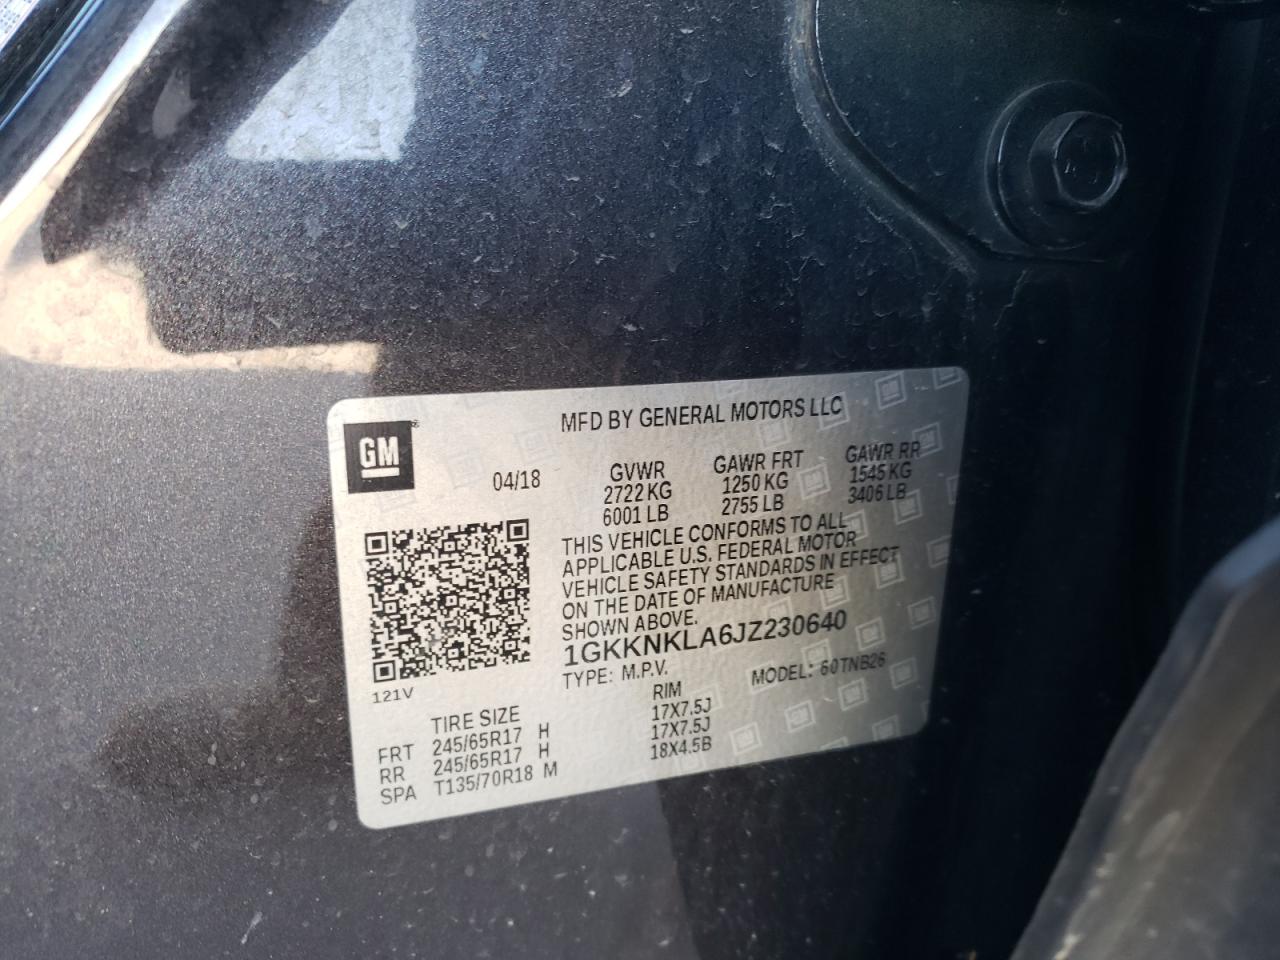 MFD BY GENERAL MOTORS LLC
GM
04/18
GVWR
2722 KG
6001 LB
GAWR FRT
1250 KG
2755 LB
GAWR RR
1545 KG
3406 LB
THIS VEHICLE CONFORMS TO ALL
APPLICABLE U.S. FEDERAL MOTOR
VEHICLE SAFETY STANDARDS IN EFFECT
ON THE DATE OF MANUFACTURE
SHOWN ABOVE.
1GKKNKLA6JZ230640
TYPE: M.P.V. MODEL: 60TNB26
121V
TIRE SIZE RIM
FRT 245/65R17 H 17X7.5J
RR 245/65R17 H 17X7.5J
SPA T135/70R18 M 18X4.5B